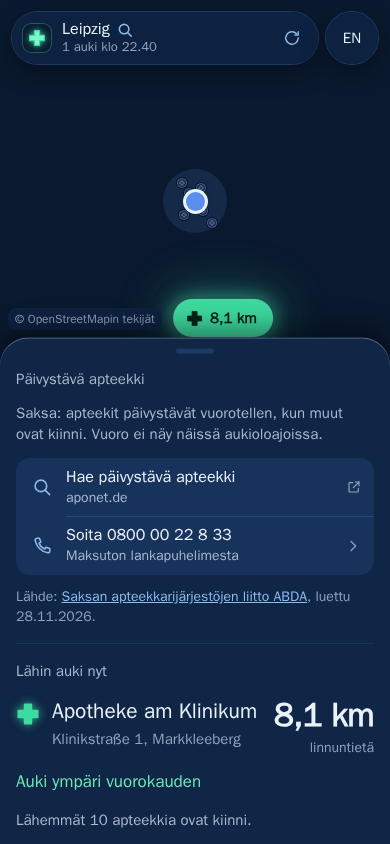 Leipzig
1 auki klo 22.40
EN
© OpenStreetMapin tekijät
8,1 km
Päivystävä apteekki
Saksa: apteekit päivystävät vuorotellen, kun muut
ovat kiinni. Vuoro ei näy näissä aukioloajoissa.
Hae päivystävä apteekki
aponet.de
Soita 0800 00 22 8 33
Maksuton lankapuhelimesta
Lähde: Saksan apteekkarijärjestöjen liitto ABDA, luettu
28.11.2026.
Lähin auki nyt
Apotheke am Klinikum
8,1 km
Klinikstraße 1, Markkleeberg
linnuntietä
Auki ympäri vuorokauden
Lähemmät 10 apteekkia ovat kiinni.